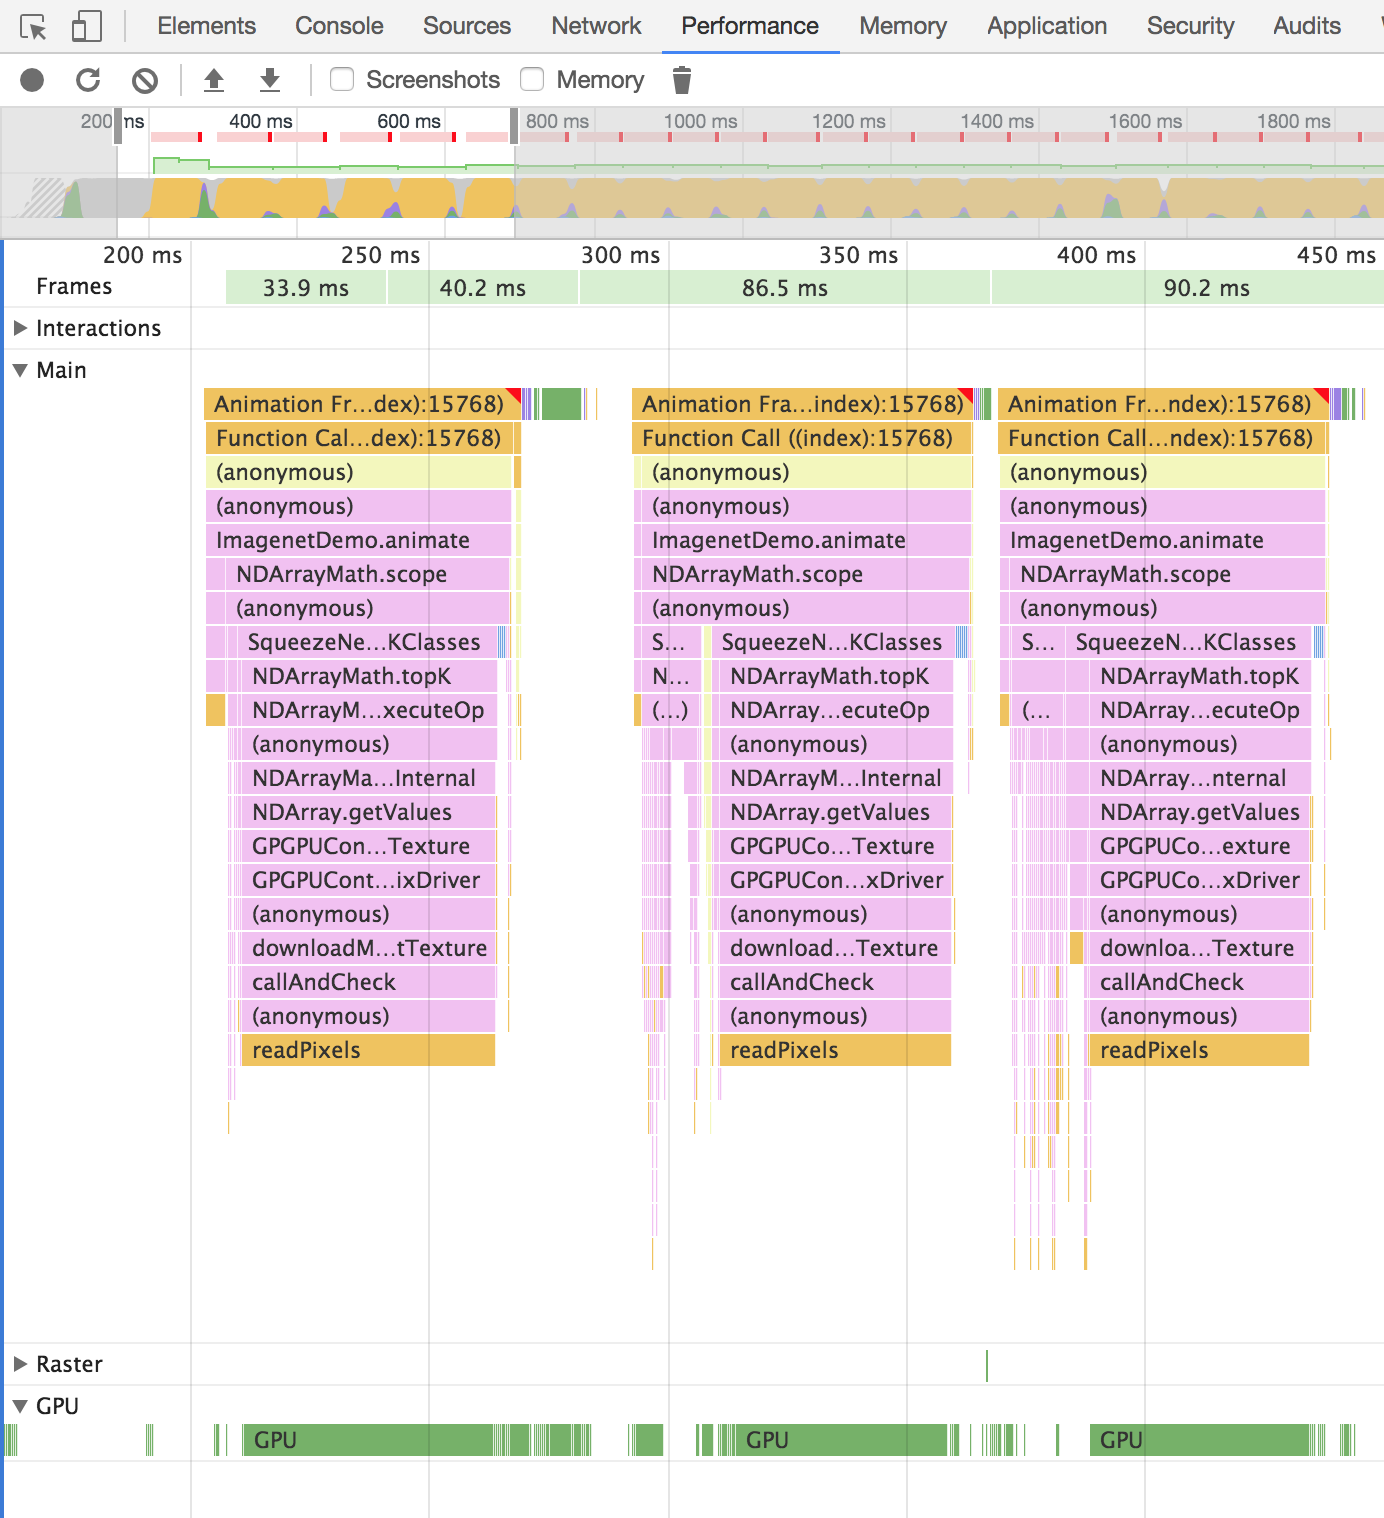 Elements Console Sources Network Performance Memory Application Security Audits
Screenshots Memory
200 ms 400 ms 600 ms 800 ms 1000 ms 1200 ms 1400 ms 1600 ms 1800 ms
200 ms 250 ms 300 ms 350 ms 400 ms 450 ms
Frames 33.9 ms 40.2 ms 86.5 ms 90.2 ms
Interactions
Main
Animation Fr...dex):15768) Animation Fra...index):15768) Animation Fr...ndex):15768)
Function Cal...dex):15768) Function Call ((index):15768) Function Call...ndex):15768)
(anonymous) (anonymous) (anonymous)
(anonymous) (anonymous) (anonymous)
ImagenetDemo.animate ImagenetDemo.animate ImagenetDemo.animate
NDArrayMath.scope NDArrayMath.scope NDArrayMath.scope
(anonymous) (anonymous) (anonymous)
SqueezeNe...KClasses S... SqueezeN...KClasses S... SqueezeN...KClasses
NDArrayMath.topK N... NDArrayMath.topK NDArrayMath.topK
NDArrayM...xecuteOp (...) NDArray...ecuteOp (... NDArray...ecuteOp
(anonymous) (anonymous) (anonymous)
NDArrayMa...Internal NDArrayM...Internal NDArray...nternal
NDArray.getValues NDArray.getValues NDArray.getValues
GPGPUCon...Texture GPGPUCo...Texture GPGPUCo...exture
GPGPUCont...ixDriver GPGPUCon...xDriver GPGPUCo...xDriver
(anonymous) (anonymous) (anonymous)
downloadM...tTexture download...Texture downloa...Texture
callAndCheck callAndCheck callAndCheck
(anonymous) (anonymous) (anonymous)
readPixels readPixels readPixels
Raster
GPU
GPU GPU GPU